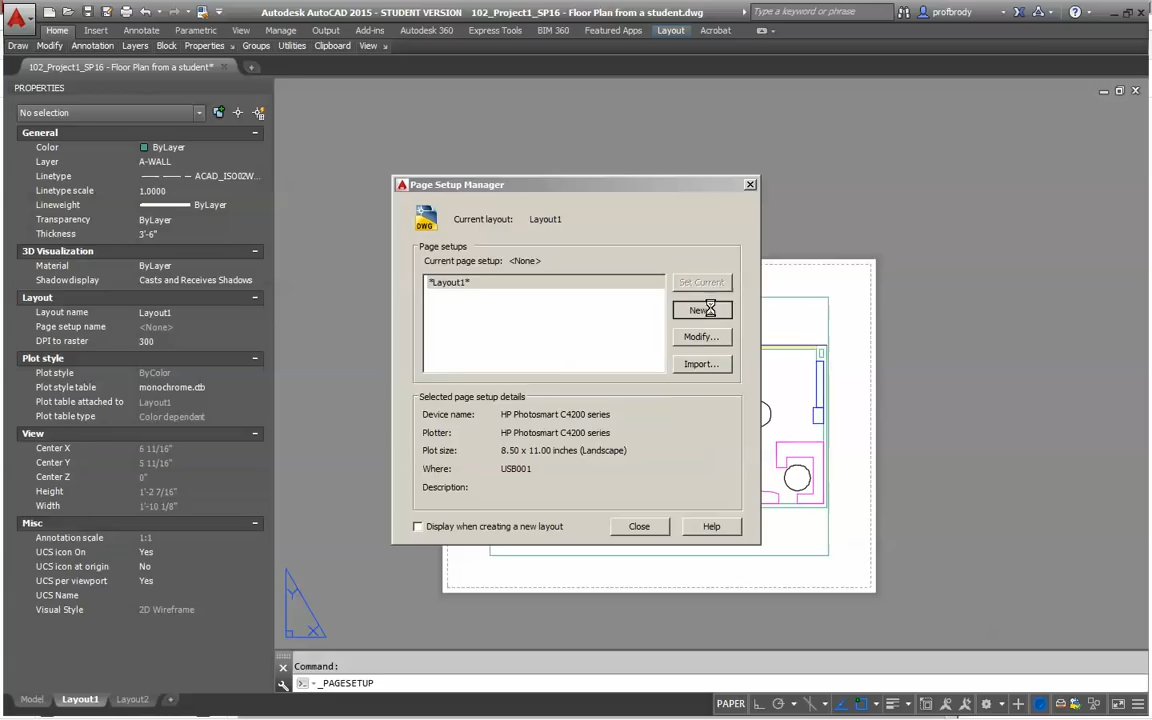 Autodesk AutoCAD 2015 - STUDENT VERSION 102_Project1_SP16 - Floor Plan from a student.dwg
Type a keyword or phrase
profbrody
Home Insert Annotate Parametric View Manage Output Add-ins Autodesk 360 Express Tools BIM 360 Featured Apps Layout Acrobat
Draw Modify Annotation Layers Block Properties Groups Utilities Clipboard View
102_Project1_SP16 - Floor Plan from a student*
PROPERTIES
No selection
General
Color ByLayer
Layer A-WALL
Linetype ACAD_ISO02W...
Linetype scale 1.0000
Lineweight ByLayer
Transparency ByLayer
Thickness 3'-6"
3D Visualization
Material ByLayer
Shadow display Casts and Receives Shadows
Layout
Layout name Layout1
Page setup name <None>
DPI to raster 300
Plot style
Plot style ByColor
Plot style table monochrome.ctb
Plot table attached to Layout1
Plot table type Color dependent
View
Center X 6 11/16"
Center Y 5 11/16"
Center Z 0"
Height 1'-2 7/16"
Width 1'-10 1/8"
Misc
Annotation scale 1:1
UCS icon On Yes
UCS icon at origin No
UCS per viewport Yes
UCS Name
Visual Style 2D Wireframe
Page Setup Manager
Current layout: Layout1
Page setups
Current page setup: <None>
*Layout1*
Set Current
New
Modify...
Import...
Selected page setup details
Device name: HP Photosmart C4200 series
Plotter: HP Photosmart C4200 series
Plot size: 8.50 x 11.00 inches (Landscape)
Where: USB001
Description:
Display when creating a new layout
Close
Help
DWG
Y
X
Command:
_PAGESETUP
Model Layout1 Layout2 +
PAPER